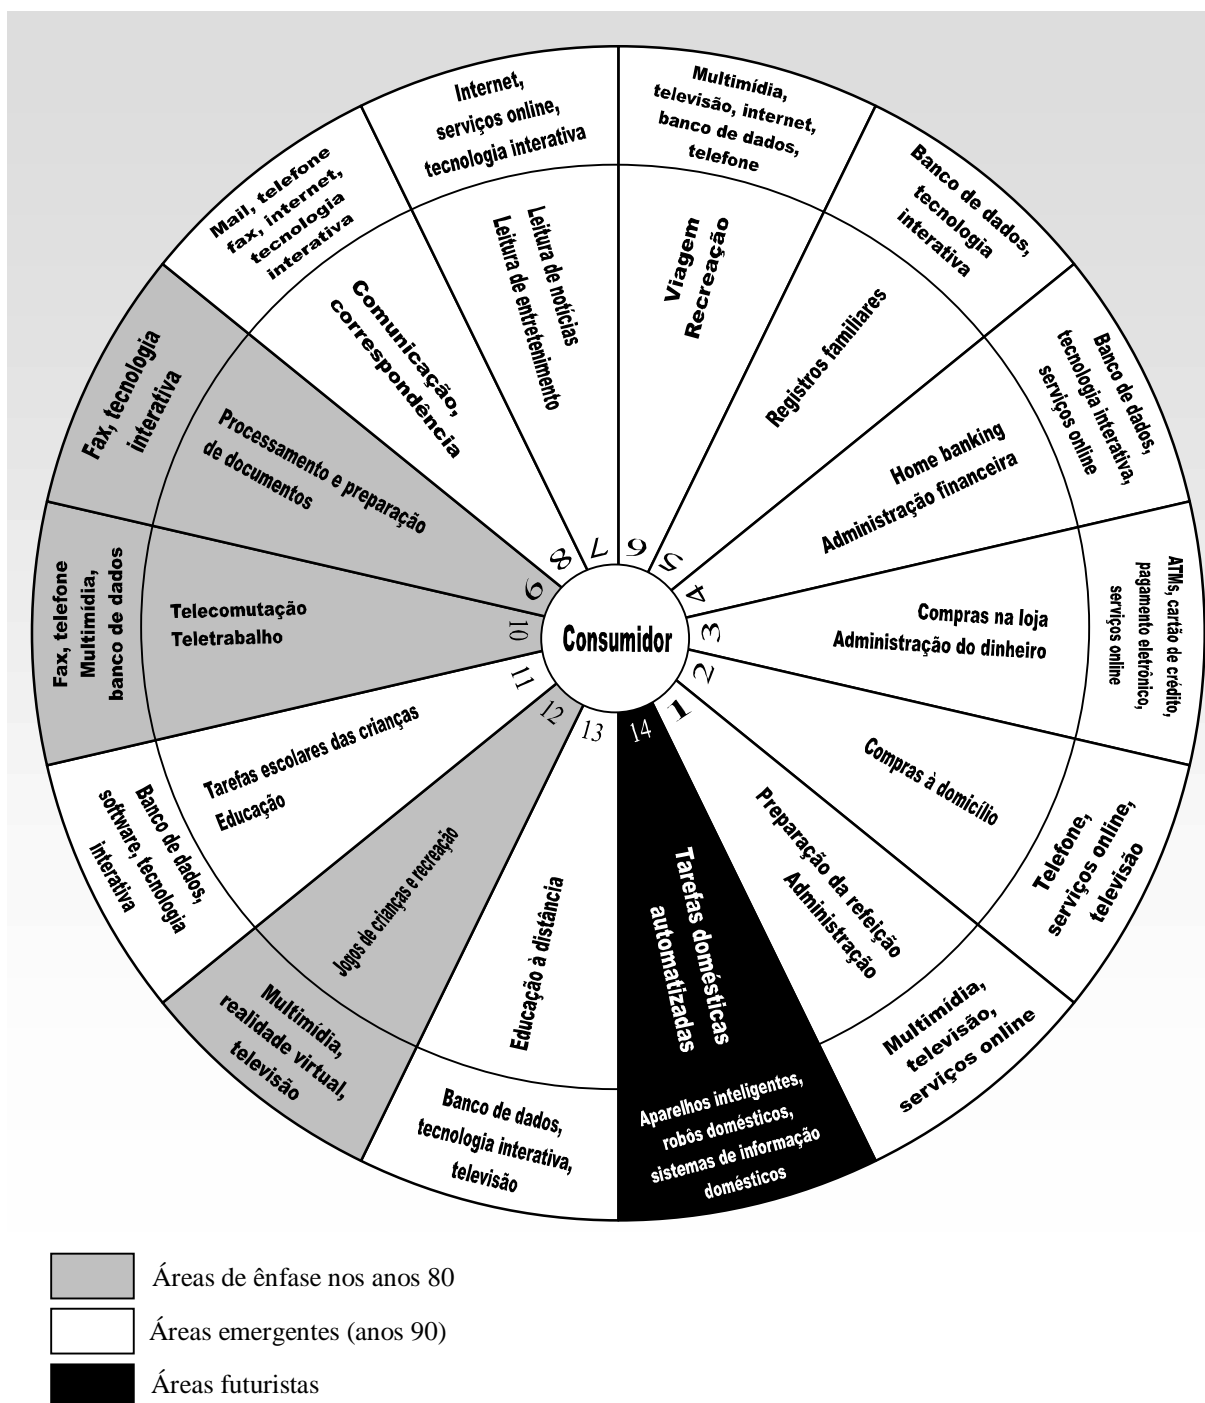 Consumidor
1
Preparação da refeição
Administração
Multimídia,
televisão,
serviços online
2
Compras à domicílio
Telefone,
serviços online,
televisão
3
Compras na loja
Administração do dinheiro
ATMs, cartão de crédito,
pagamento eletrônico,
serviços online
4
Home banking
Administração financeira
Banco de dados,
tecnologia interativa,
serviços online
5
Registros familiares
Banco de dados,
tecnologia
interativa
6
Viagem
Recreação
Multimídia,
televisão, internet,
banco de dados,
telefone
7
Leitura de notícias
Leitura de entretenimento
Internet,
serviços online,
tecnologia interativa
8
Comunicação,
correspondência
Mail, telefone
fax, internet,
tecnologia
interativa
9
Processamento e preparação
de documentos
Fax, tecnologia
interativa
10
Telecomutação
Teletrabalho
Fax, telefone
Multimídia,
banco de dados
11
Tarefas escolares das crianças
Educação
Banco de dados,
software, tecnologia
interativa
12
Jogos de crianças e recreação
Multimídia,
realidade virtual,
televisão
13
Educação à distância
Banco de dados,
tecnologia interativa,
televisão
14
Tarefas domésticas
automatizadas
Aparelhos inteligentes,
robôs domésticos,
sistemas de informação
domésticos
Áreas de ênfase nos anos 80
Áreas emergentes (anos 90)
Áreas futuristas